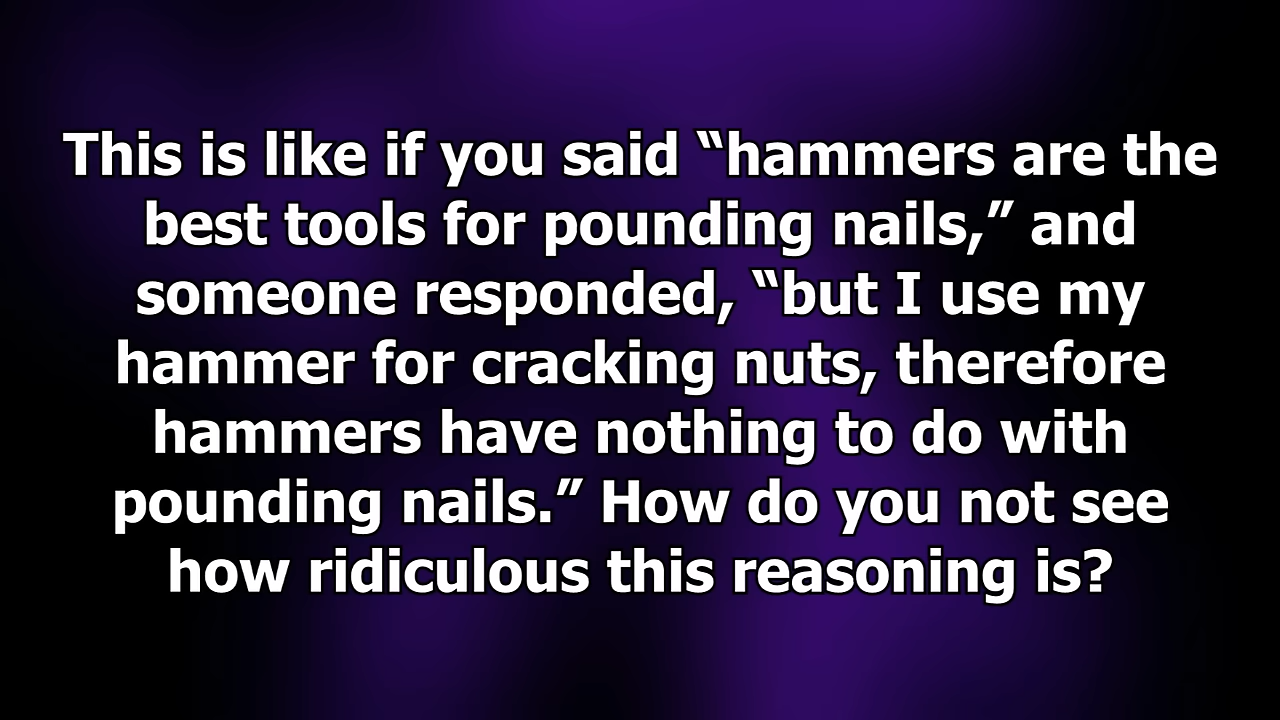 This is like if you said “hammers are the
best tools for pounding nails,” and
someone responded, “but I use my
hammer for cracking nuts, therefore
hammers have nothing to do with
pounding nails.” How do you not see
how ridiculous this reasoning is?